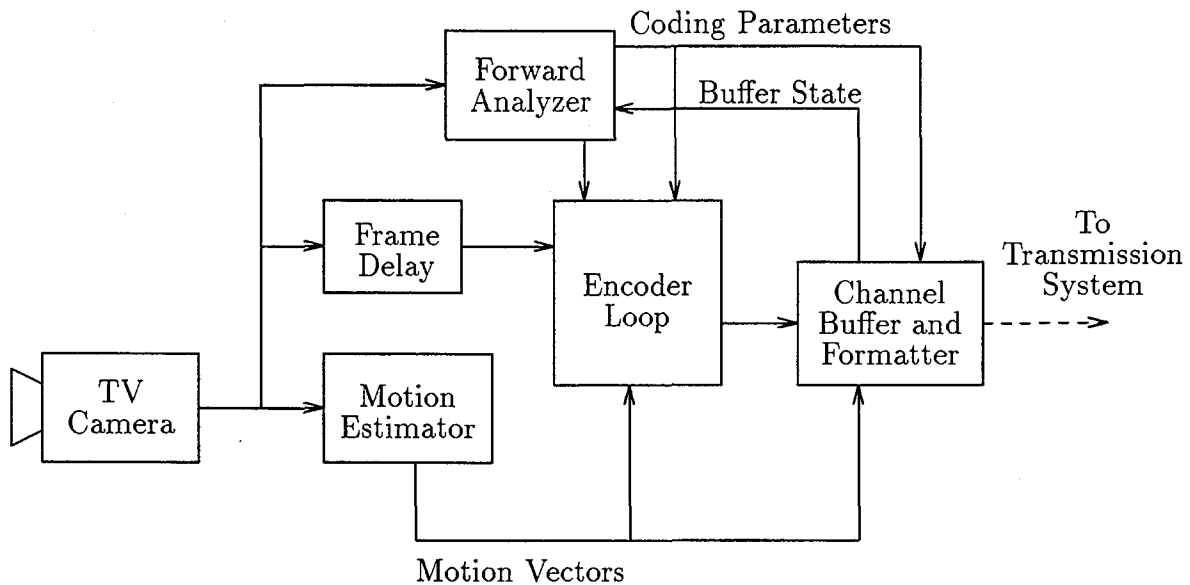 Coding Parameters
Forward
Analyzer
Buffer State
Frame
Delay
Encoder
Loop
To
Transmission
System
Channel
Buffer and
Formatter
TV
Camera
Motion
Estimator
Motion Vectors